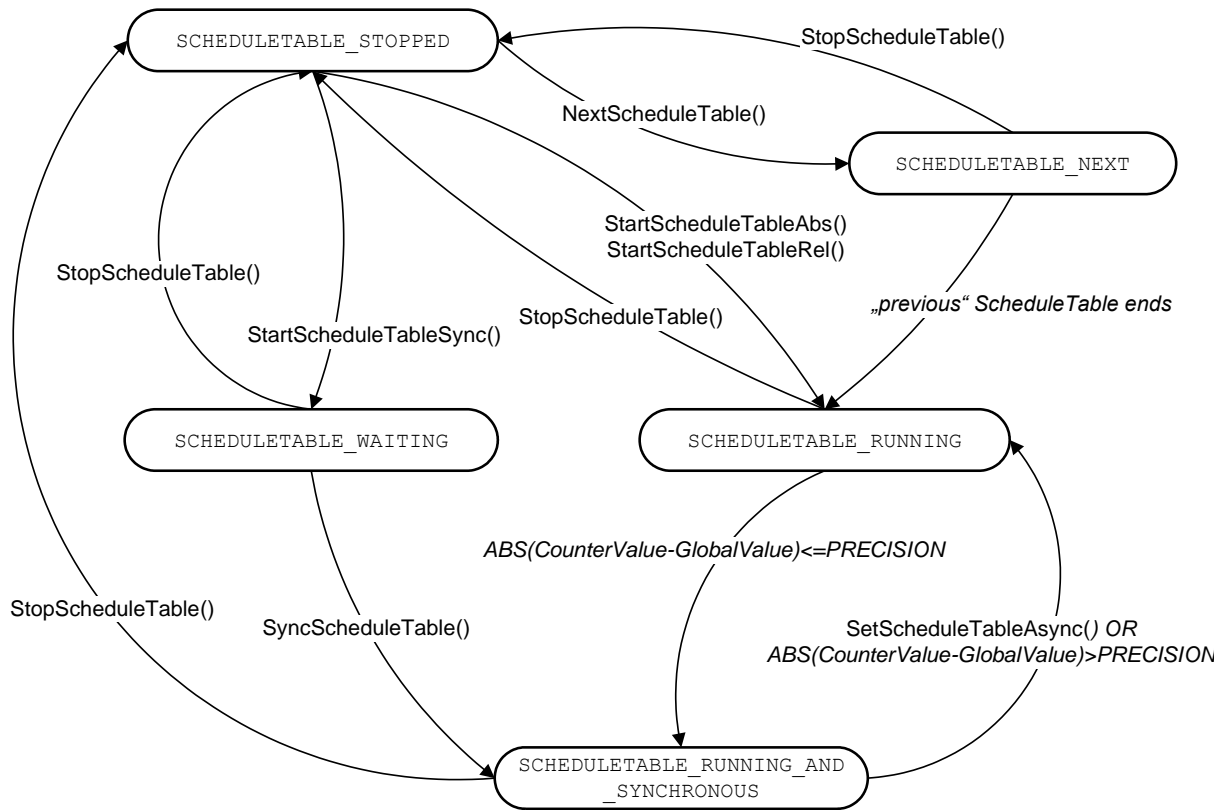 SCHEDULETABLE_STOPPED
StopScheduleTable()
NextScheduleTable()
SCHEDULETABLE_NEXT
StartScheduleTableAbs()
StartScheduleTableRel()
StopScheduleTable()
„previous“ ScheduleTable ends
StopScheduleTable()
StartScheduleTableSync()
SCHEDULETABLE_WAITING
SCHEDULETABLE_RUNNING
ABS(CounterValue-GlobalValue)<=PRECISION
StopScheduleTable()
SyncScheduleTable()
SetScheduleTableAsync() OR
ABS(CounterValue-GlobalValue)>PRECISION
SCHEDULETABLE_RUNNING_AND
_SYNCHRONOUS